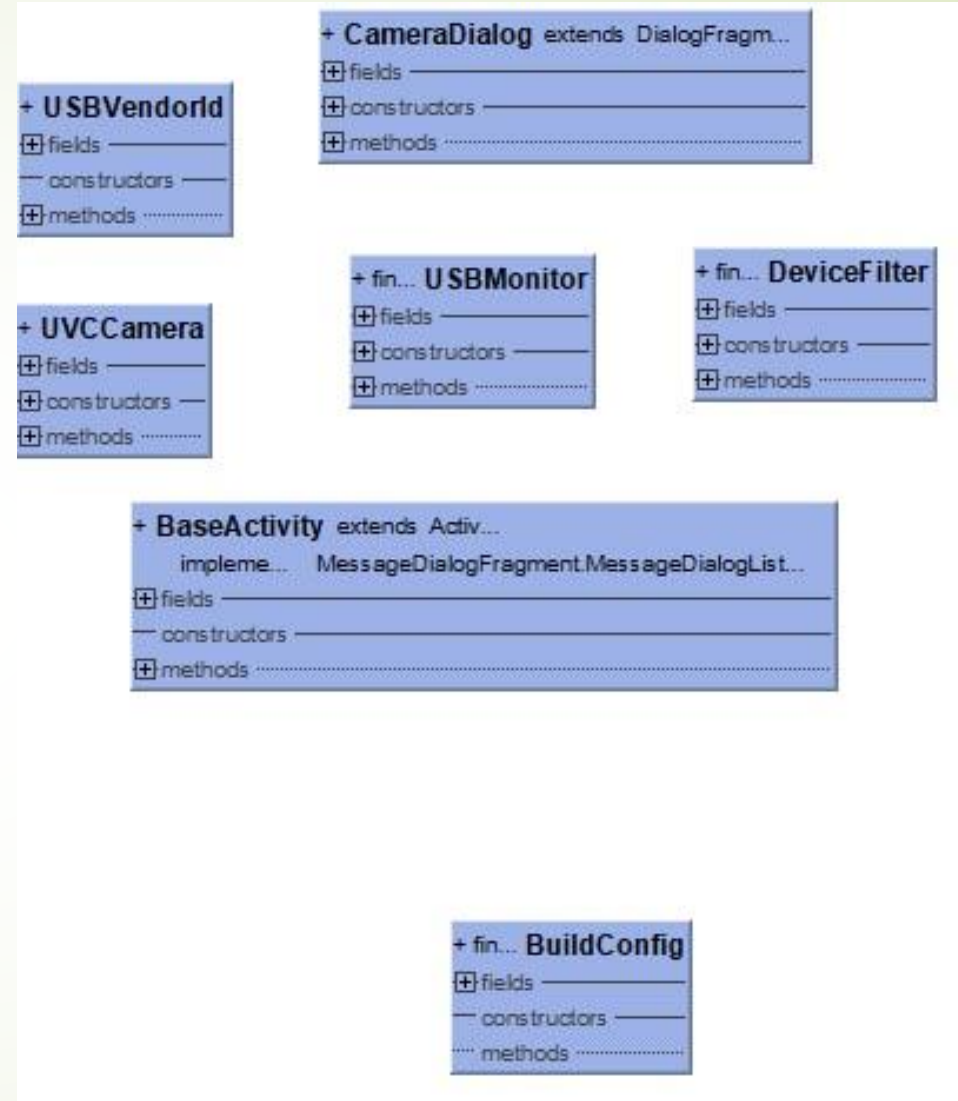 + CameraDialog extends DialogFragm...
fields
constructors
methods
+ USBVendorId
fields
constructors
methods
+ fin... USBMonitor
fields
constructors
methods
+ fin... DeviceFilter
fields
constructors
methods
+ UVCCamera
fields
constructors
methods
+ BaseActivity extends Activ...
impleme... MessageDialogFragment.MessageDialogList...
fields
constructors
methods
+ fin... BuildConfig
fields
constructors
methods